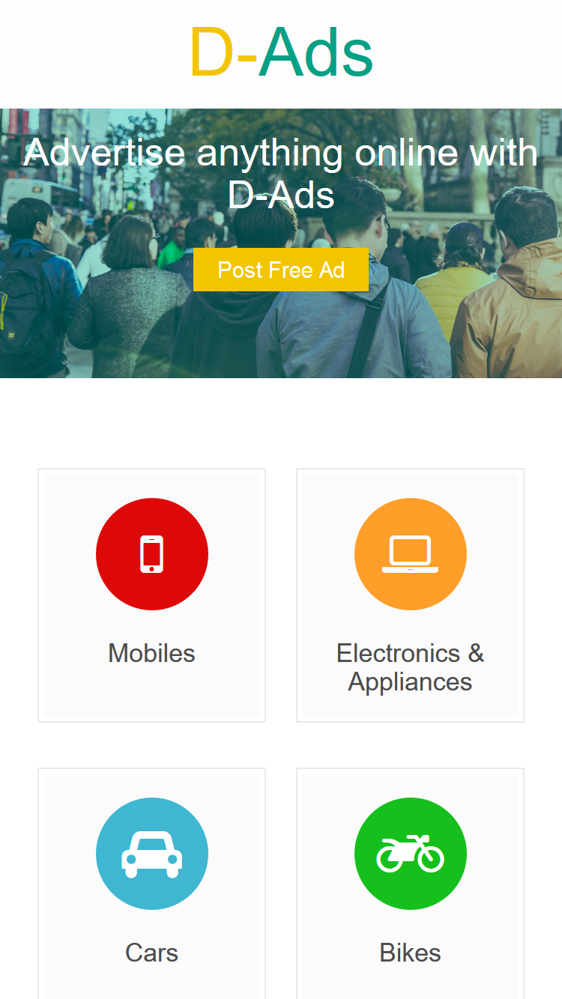 D-Ads
Advertise anything online with
D-Ads
Post Free Ad
Mobiles
Electronics &
Appliances
Cars
Bikes